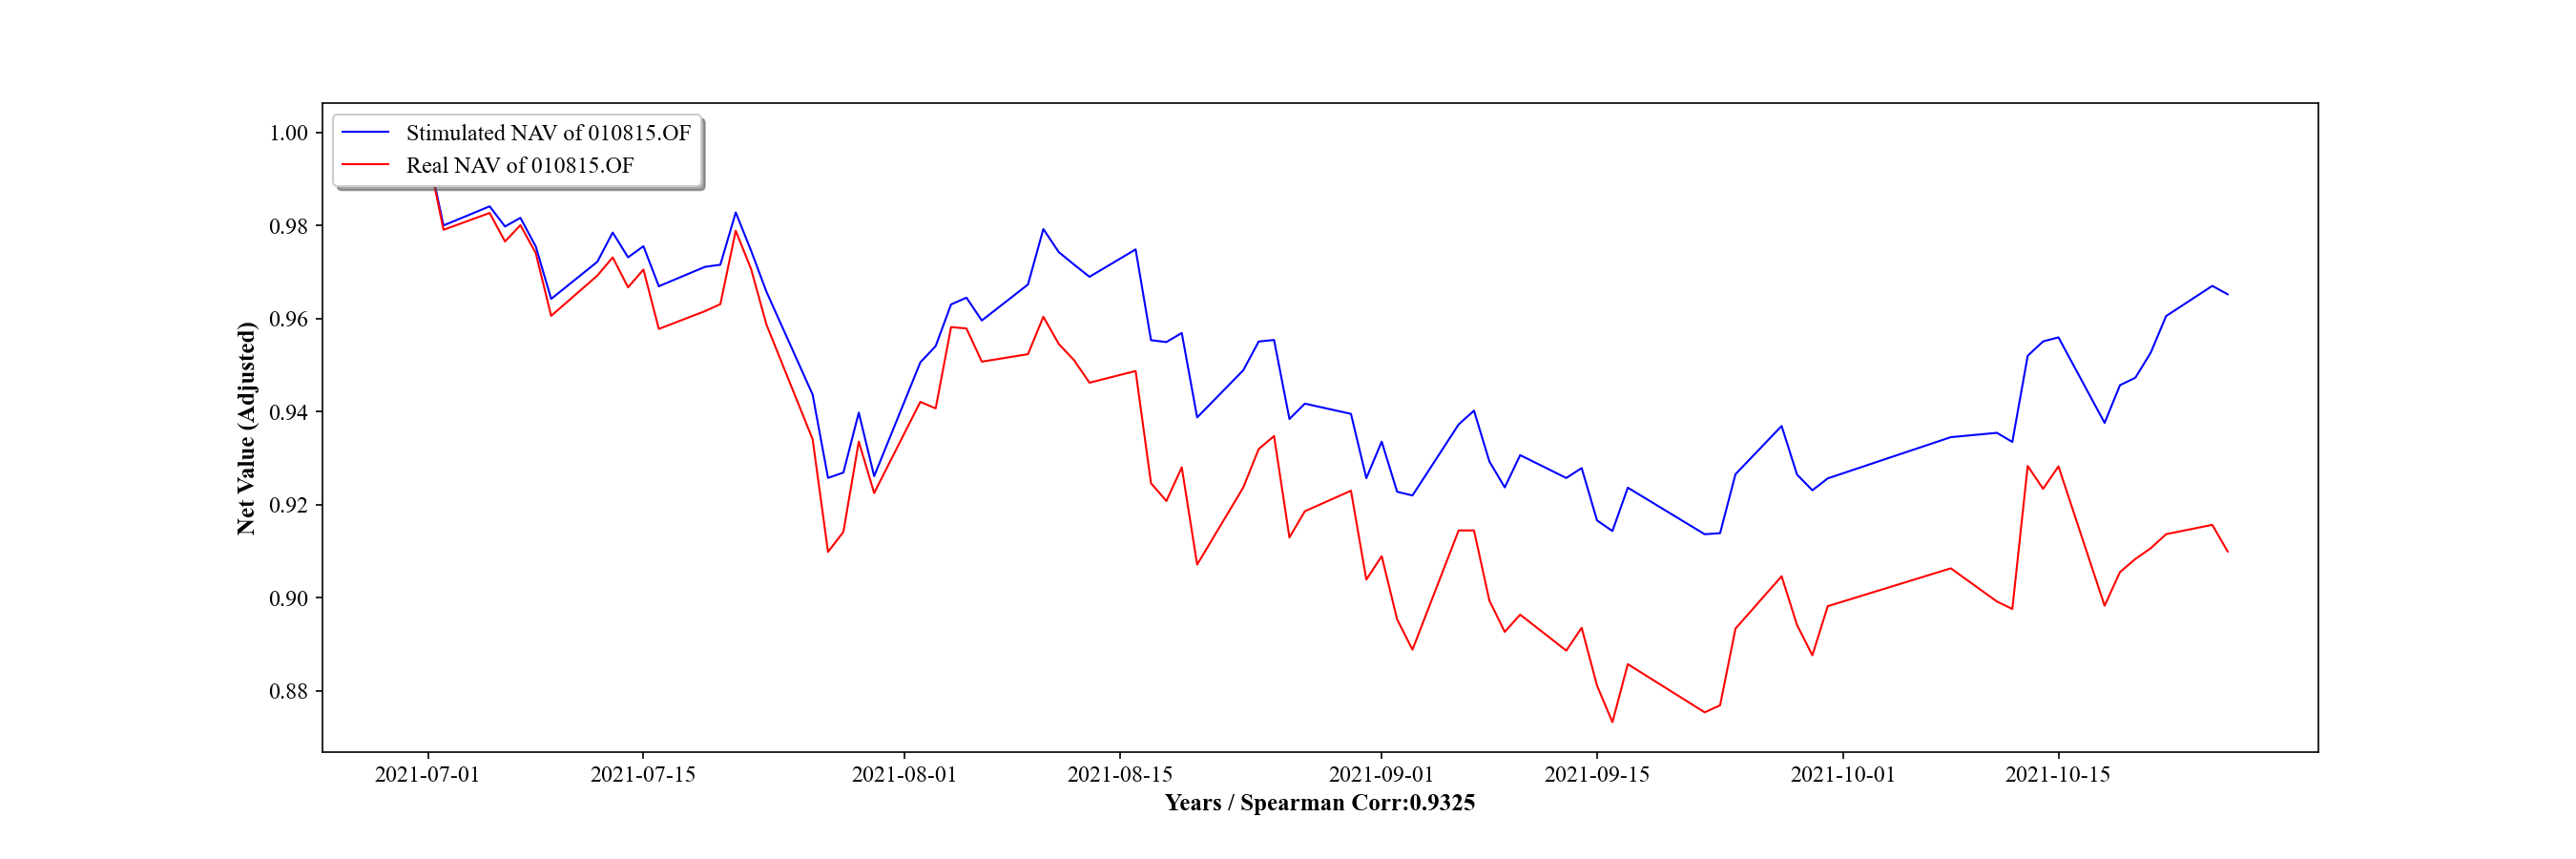 Stimulated NAV of 010815.OF
Real NAV of 010815.OF
1.00
0.98
0.96
0.94
0.92
0.90
0.88
Net Value (Adjusted)
2021-07-01 2021-07-15 2021-08-01 2021-08-15 2021-09-01 2021-09-15 2021-10-01 2021-10-15
Years / Spearman Corr:0.9325